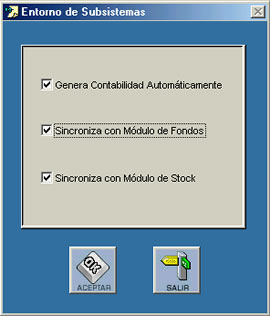 Entorno de Subsistemas
Genera Contabilidad Automáticamente
Sincroniza con Módulo de Fondos
Sincroniza con Módulo de Stock
OK
ACEPTAR
SALIR